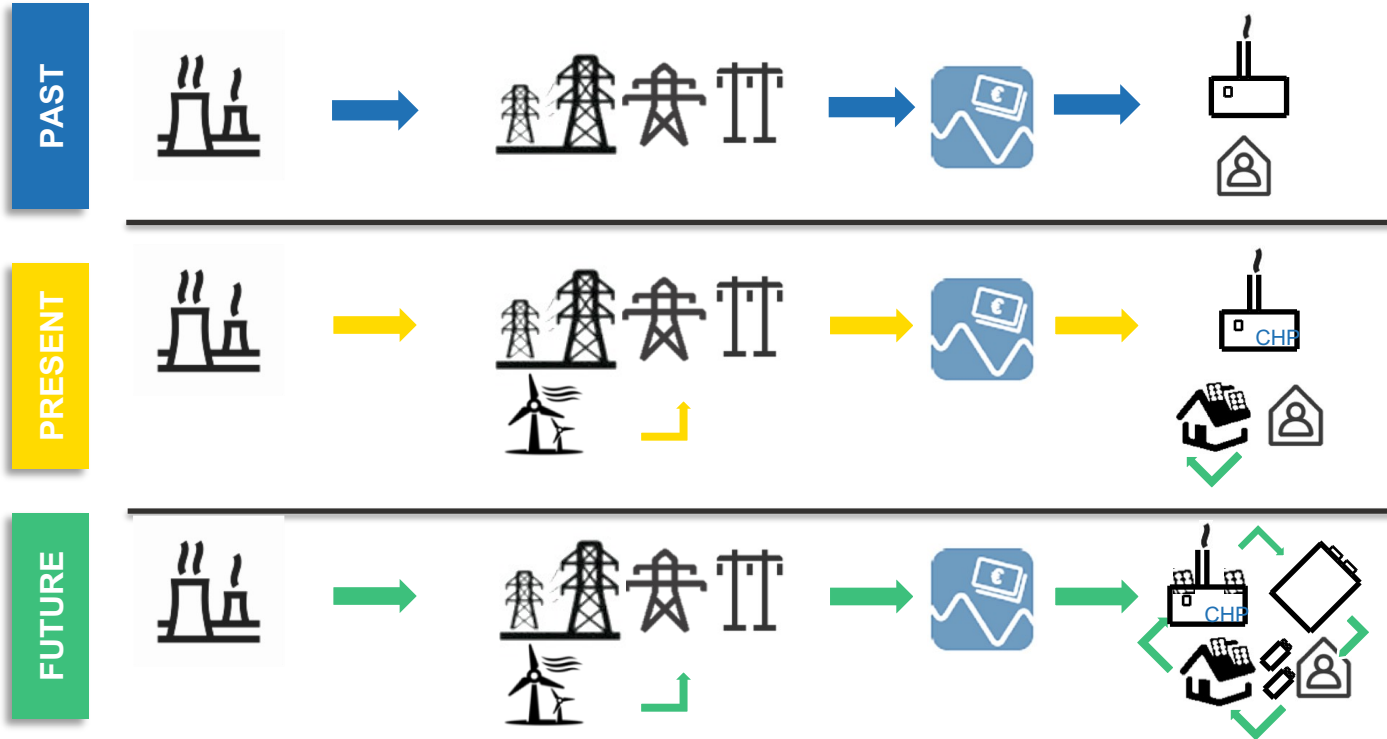 PAST
€
PRESENT
€
CHP
FUTURE
€
CHP